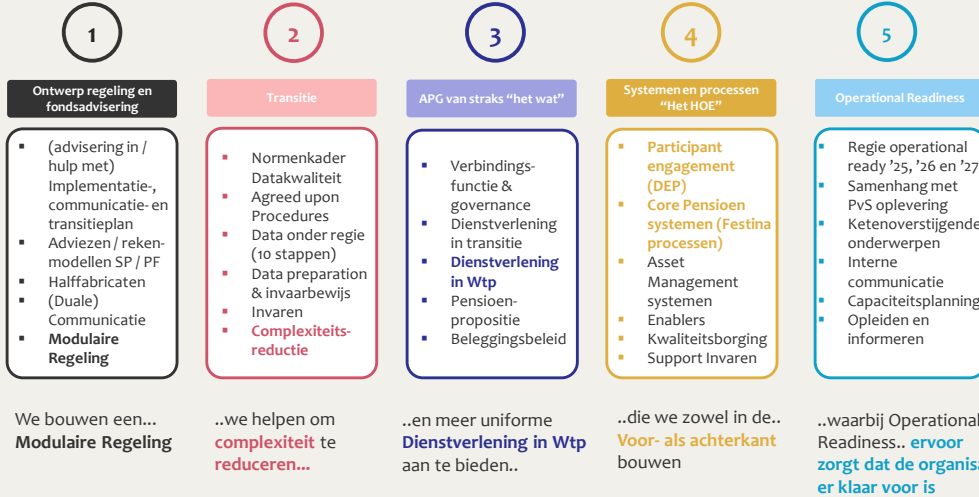 1
Ontwerp regeling en
fondsadvisering
▪ (advisering in /
hulp met)
Implementatie-,
communicatie- en
transitieplan
▪ Adviezen / reken-
modellen SP / PF
▪ Halffabricaten
▪ (Duale)
Communicatie
▪ Modulaire
Regeling
We bouwen een...
Modulaire Regeling
2
Transitie
▪ Normenkader
Datakwaliteit
▪ Agreed upon
Procedures
▪ Data onder regie
(10 stappen)
▪ Data preparation
& invaarbewijs
▪ Invaren
▪ Complexiteits-
reductie
..we helpen om
complexiteit te
reduceren...
3
APG van straks “het wat”
▪ Verbindings-
functie &
governance
▪ Dienstverlening
in transitie
▪ Dienstverlening
in Wtp
▪ Pensioen-
propositie
▪ Beleggingsbeleid
..en meer uniforme
Dienstverlening in Wtp
aan te bieden..
4
Systemen en processen
“Het HOE”
▪ Participant
engagement
(DEP)
▪ Core Pensioen
systemen (Festina
processen)
▪ Asset
Management
systemen
▪ Enablers
▪ Kwaliteitsborging
▪ Support Invaren
..die we zowel in de..
Voor- als achterkant
bouwen
5
Operational Readiness
▪ Regie operational
ready ’25, ’26 en ’27
▪ Samenhang met
PvS oplevering
▪ Ketenoverstijgende
onderwerpen
▪ Interne
communicatie
▪ Capaciteitsplanning
▪ Opleiden en
informeren
..waarbij Operational
Readiness.. ervoor
zorgt dat de organisa
er klaar voor is